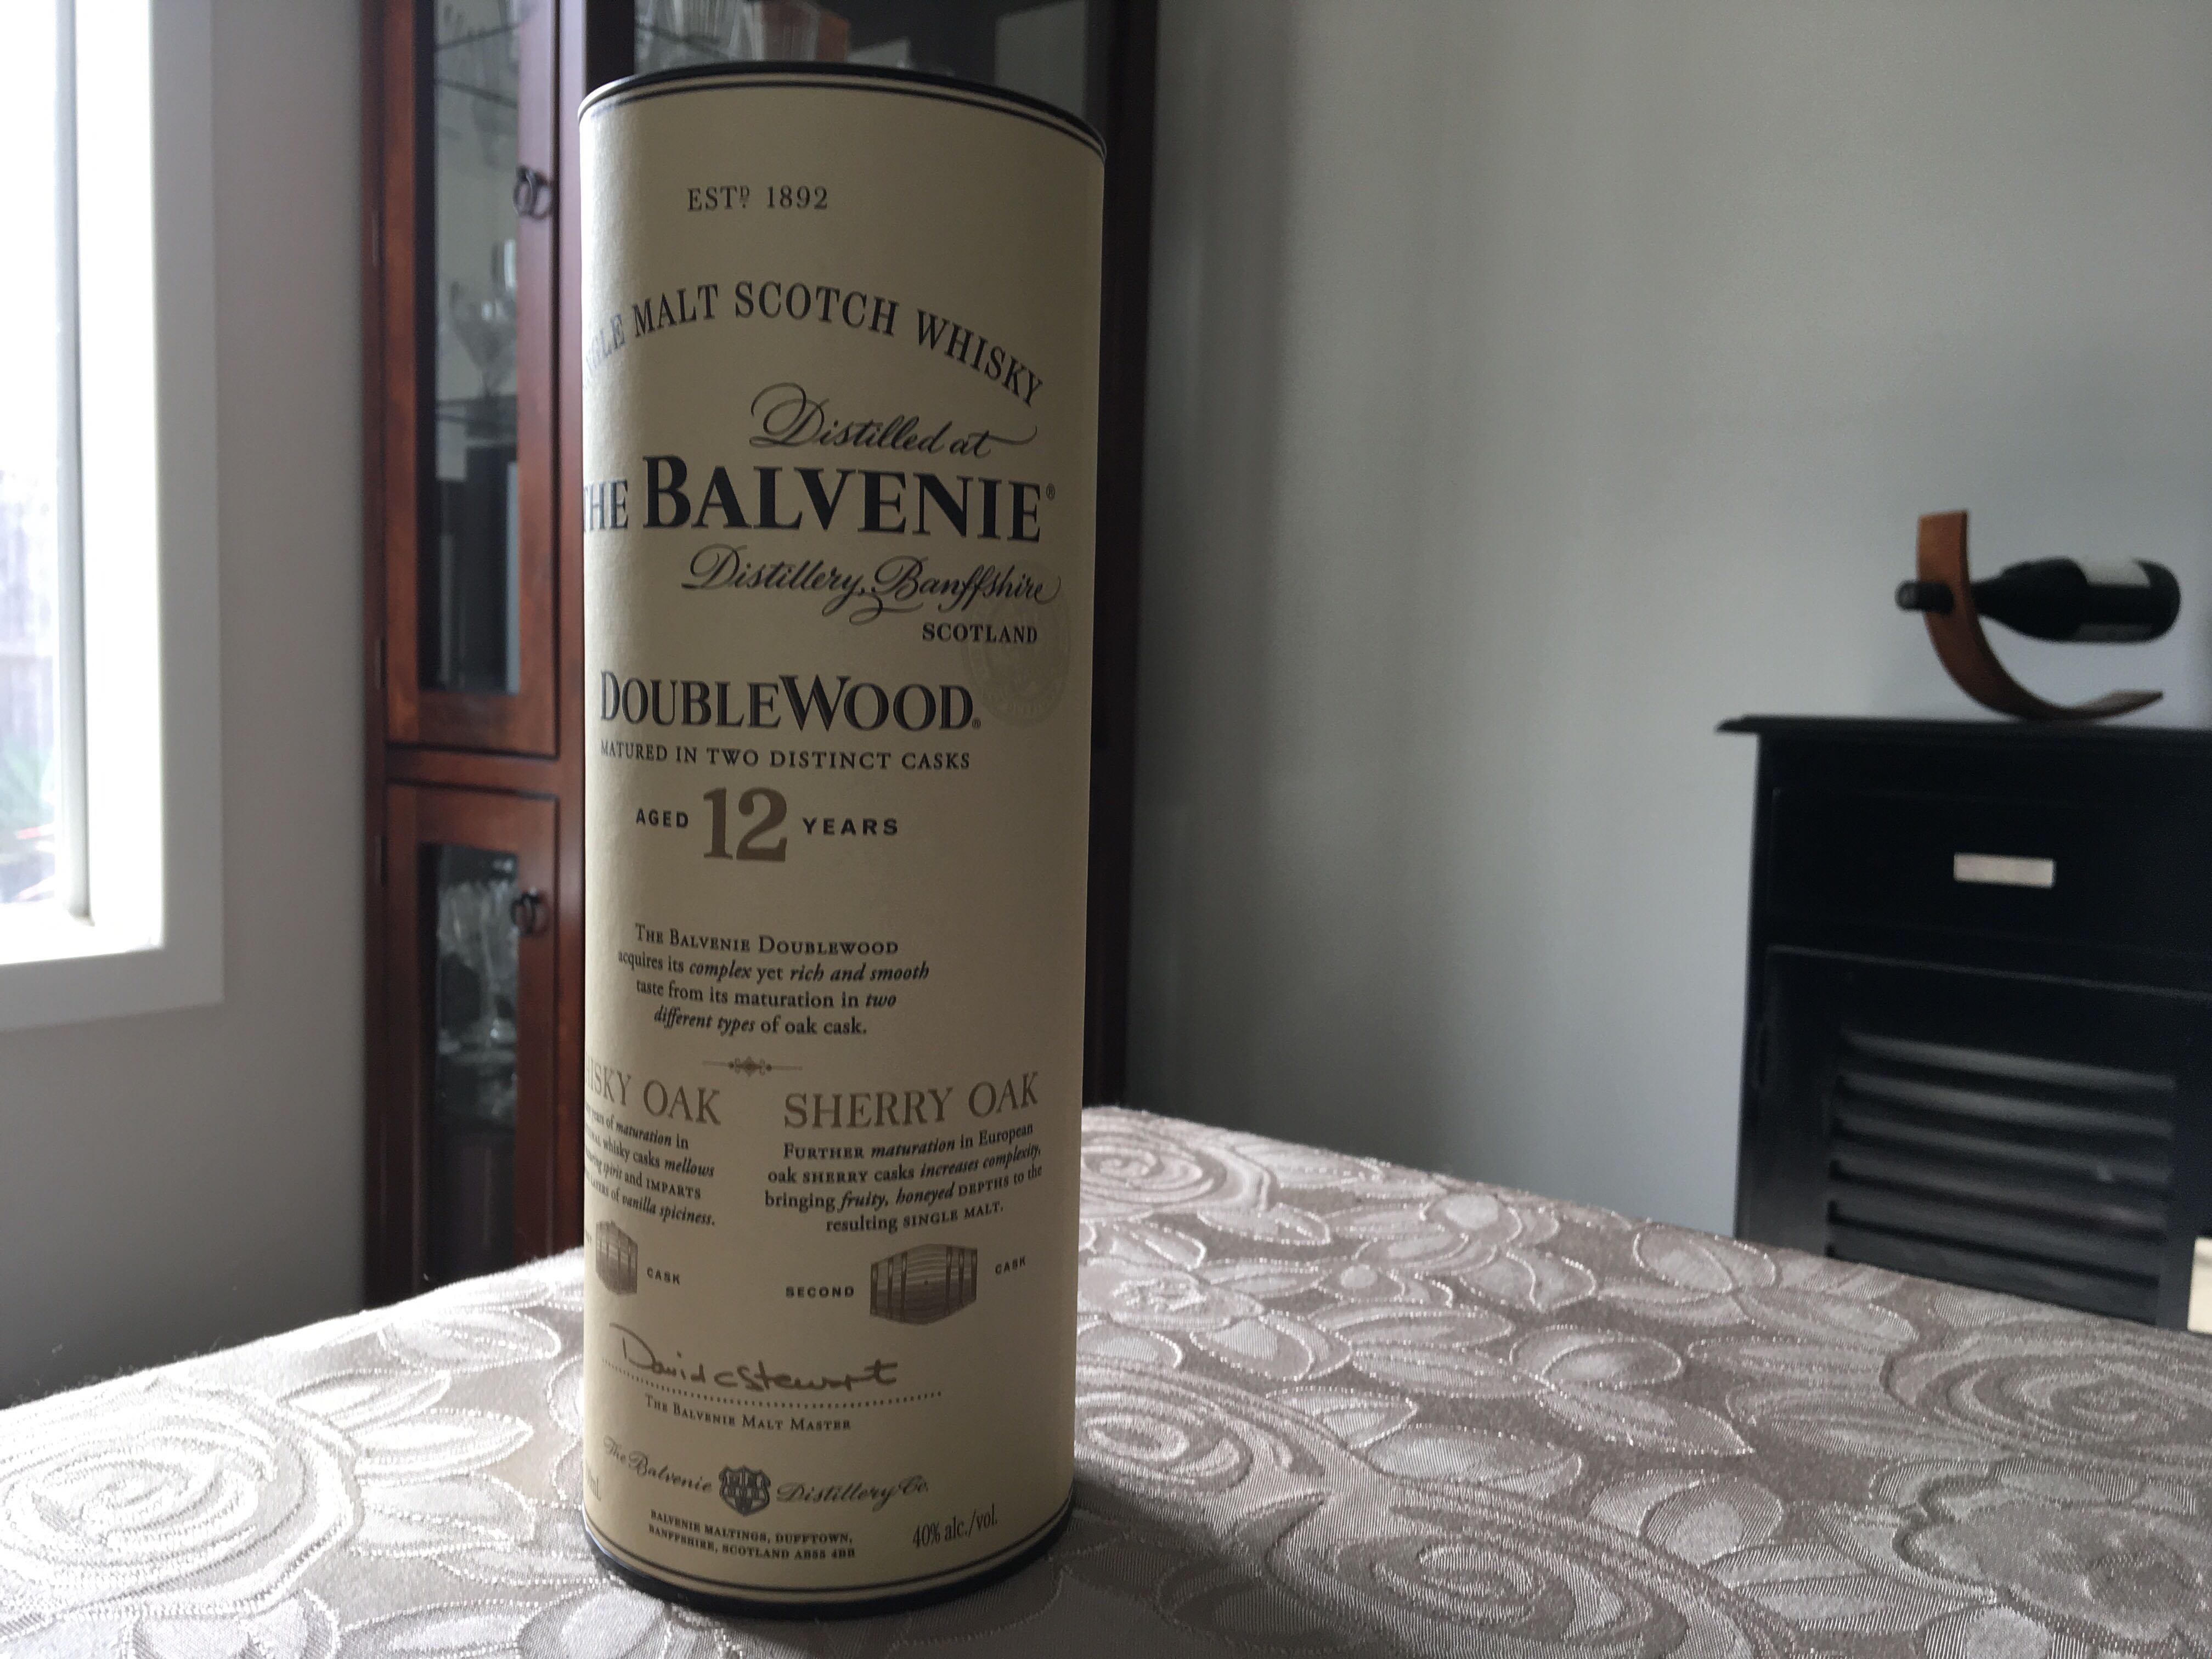 ESTD. 1892
MALT SCOTCH WHISKY
Distilled at
THE BALVENIE®
Distillery, Banffshire
SCOTLAND
DOUBLEWOOD®
MATURED IN TWO DISTINCT CASKS
AGED 12 YEARS
THE BALVENIE DOUBLEWOOD
acquires its complex yet rich and smooth
taste from its maturation in two
different types of oak cask.
OAK
of maturation in
whisky casks mellows
spirit and IMPARTS
of vanilla spiciness.
CASK
SHERRY OAK
FURTHER maturation in European
oak SHERRY casks increases complexity,
bringing fruity, honeyed DEPTHS to the
resulting SINGLE MALT.
SECOND CASK
David C Stewart
THE BALVENIE MALT MASTER
The Balvenie Distillery Co.
BALVENIE MALTINGS, DUFFTOWN,
BANFFSHIRE, SCOTLAND AB55 4BB
40% alc./vol.